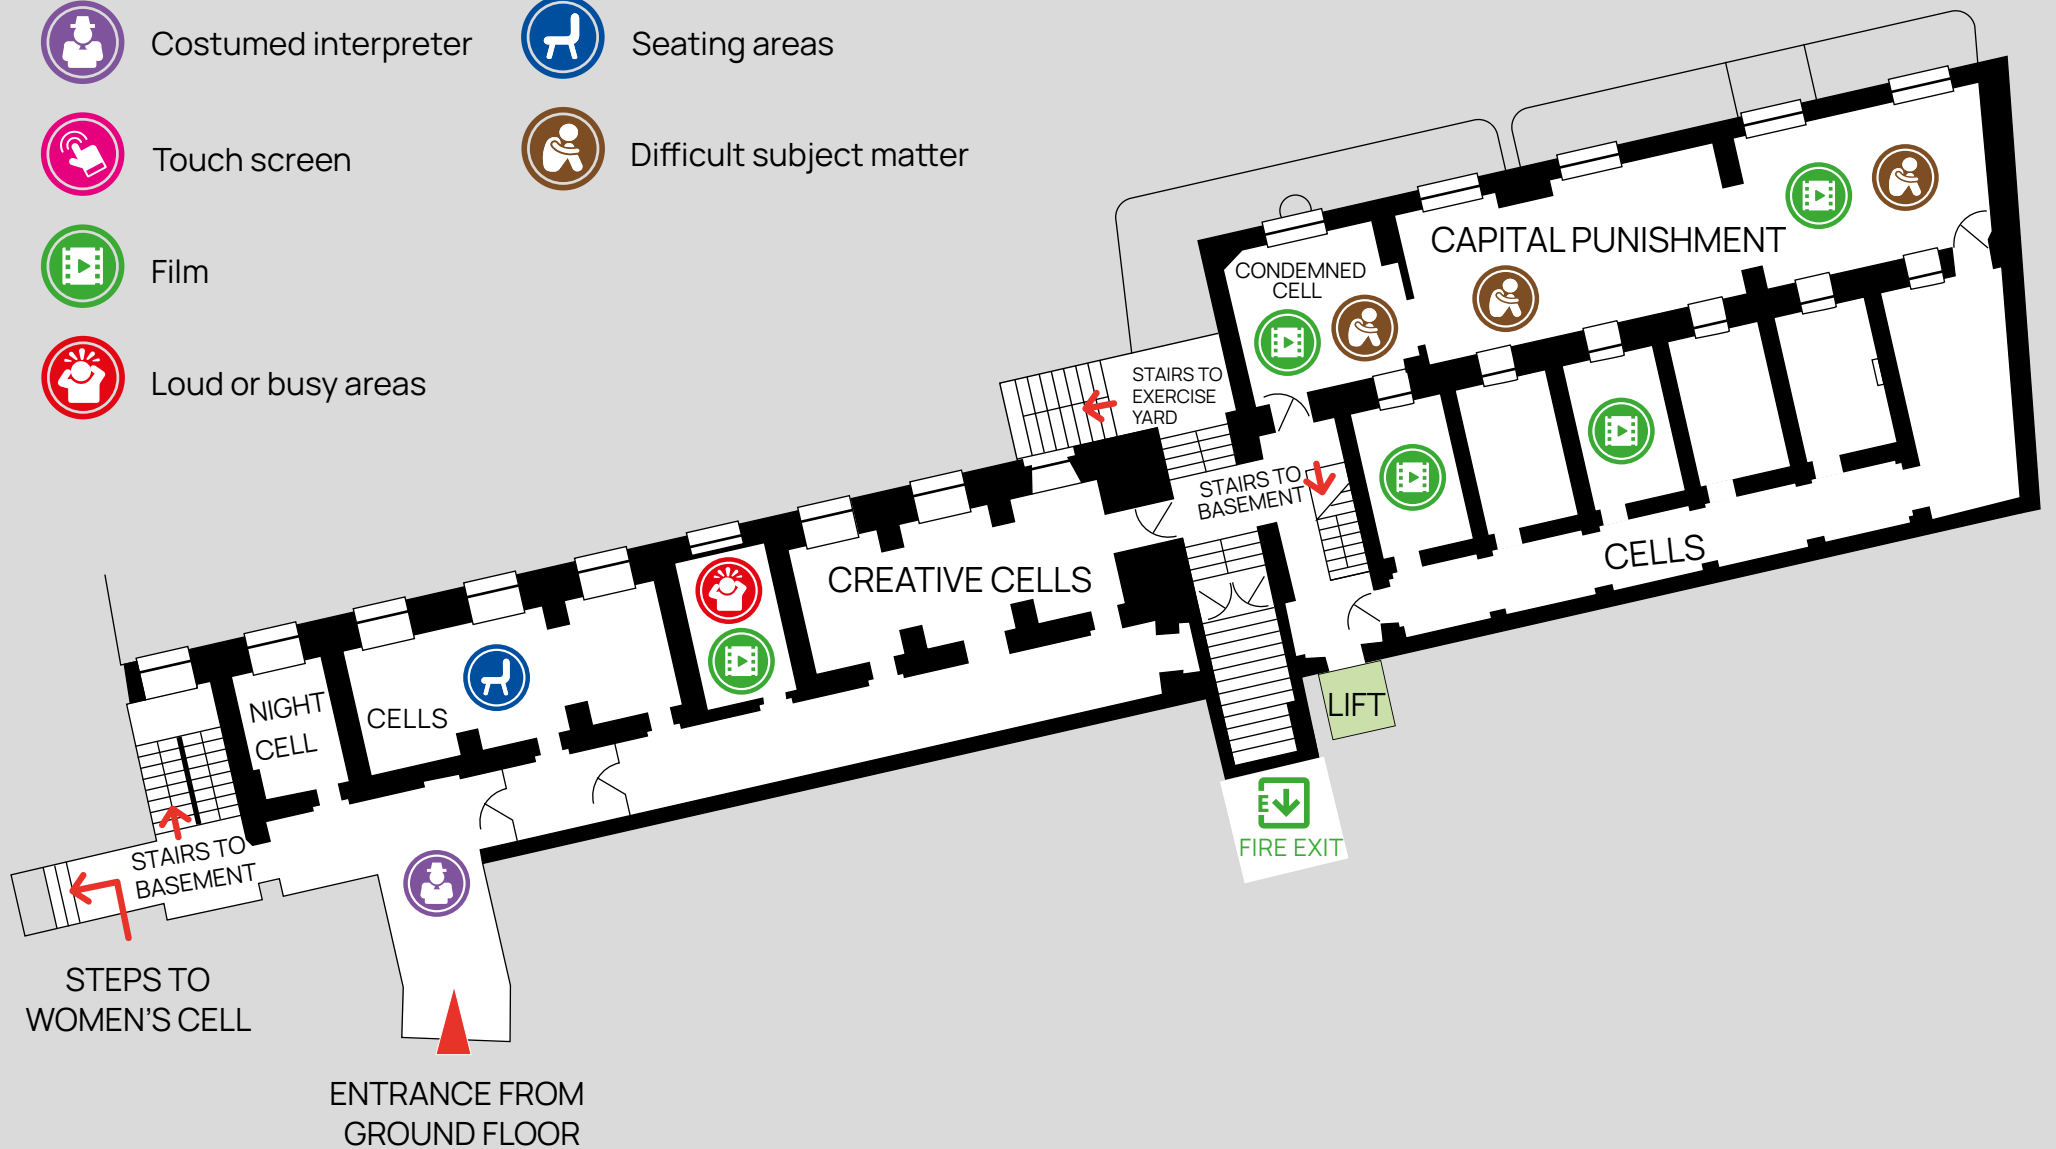 Costumed interpreter
Seating areas
Touch screen
Difficult subject matter
Film
Loud or busy areas
CAPITAL PUNISHMENT
CONDEMNED
CELL
STAIRS TO
EXERCISE
YARD
STAIRS TO
BASEMENT
CELLS
CREATIVE CELLS
NIGHT
CELL
CELLS
LIFT
E
FIRE EXIT
STAIRS TO
BASEMENT
STEPS TO
WOMEN'S CELL
ENTRANCE FROM
GROUND FLOOR